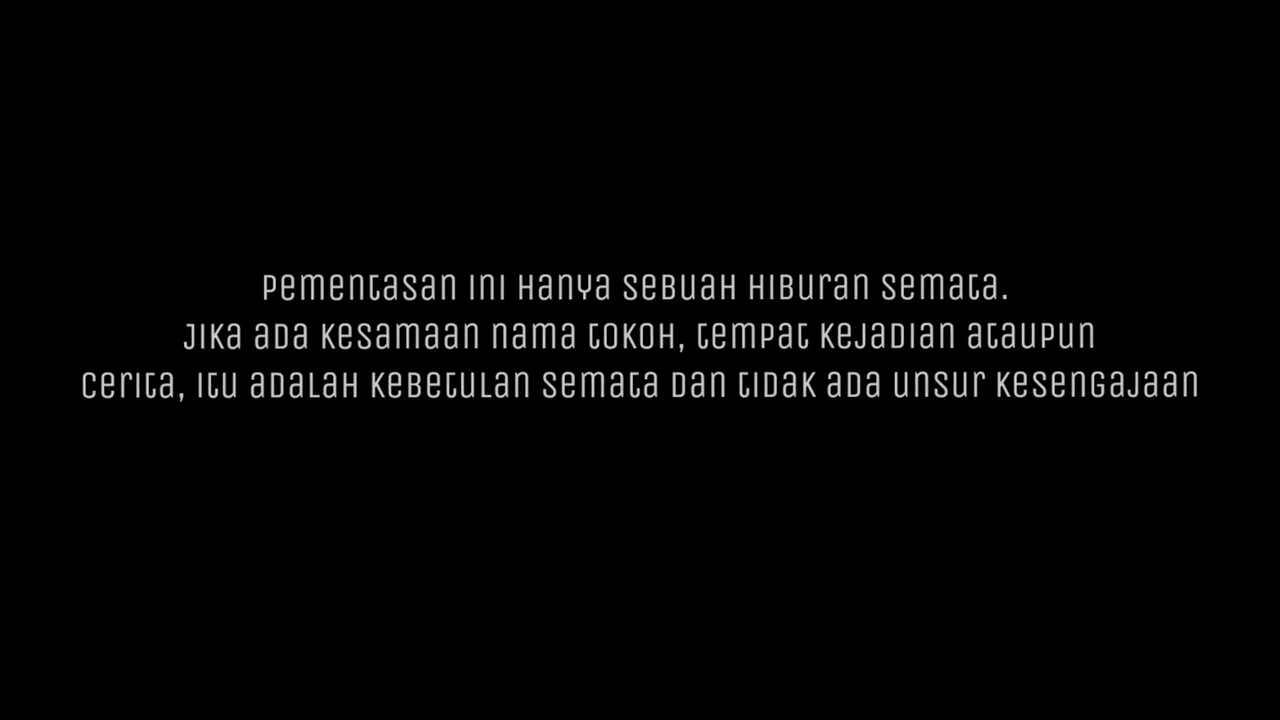 Pementasan ini hanya sebuah hiburan semata.
Jika ada kesamaan nama tokoh, tempat kejadian ataupun
cerita, itu adalah kebetulan semata dan tidak ada unsur kesengajaan